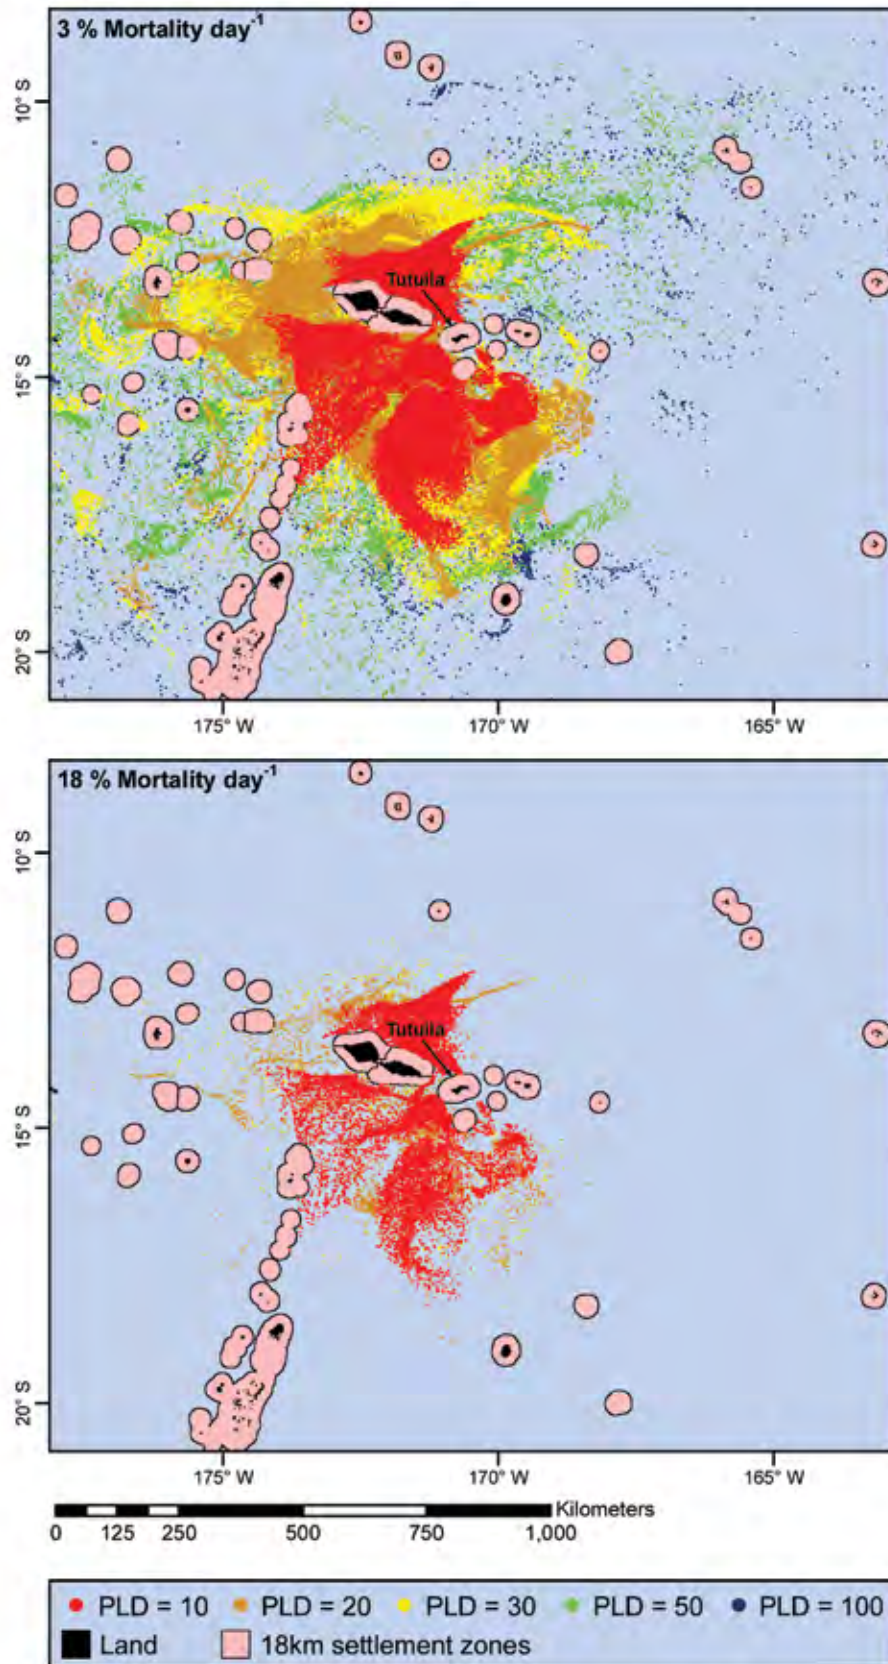 3 % Mortality day-1
10° S
Tutuila
15° S
20° S
175° W 170° W 165° W
18 % Mortality day-1
10° S
Tutuila
15° S
20° S
175° W 170° W 165° W
Kilometers
0 125 250 500 750 1,000
PLD = 10 PLD = 20 PLD = 30 PLD = 50 PLD = 100
Land 18km settlement zones